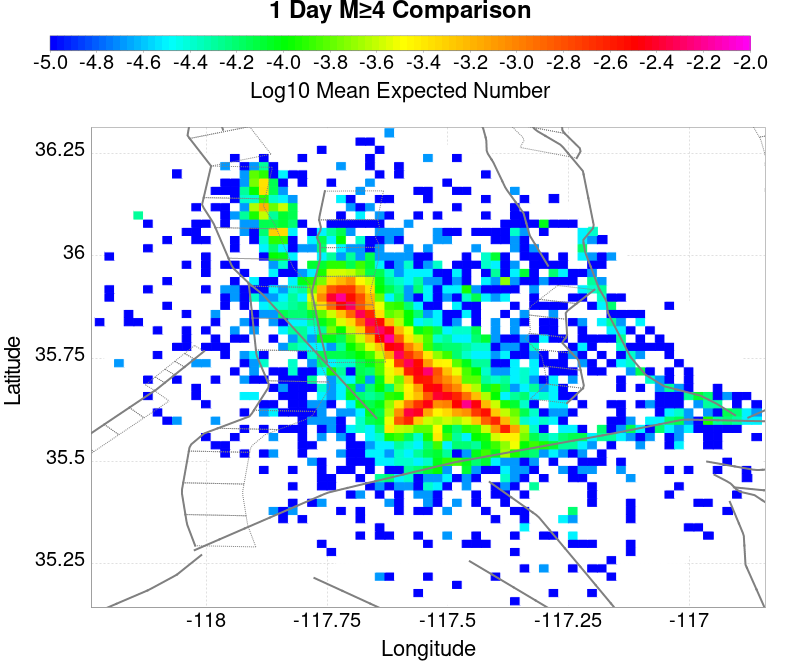 1 Day M≥4 Comparison
-5.0 -4.8 -4.6 -4.4 -4.2 -4.0 -3.8 -3.6 -3.4 -3.2 -3.0 -2.8 -2.6 -2.4 -2.2 -2.0
Log10 Mean Expected Number
36.25
36
35.75
35.5
35.25
Latitude
-118 -117.75 -117.5 -117.25 -117
Longitude